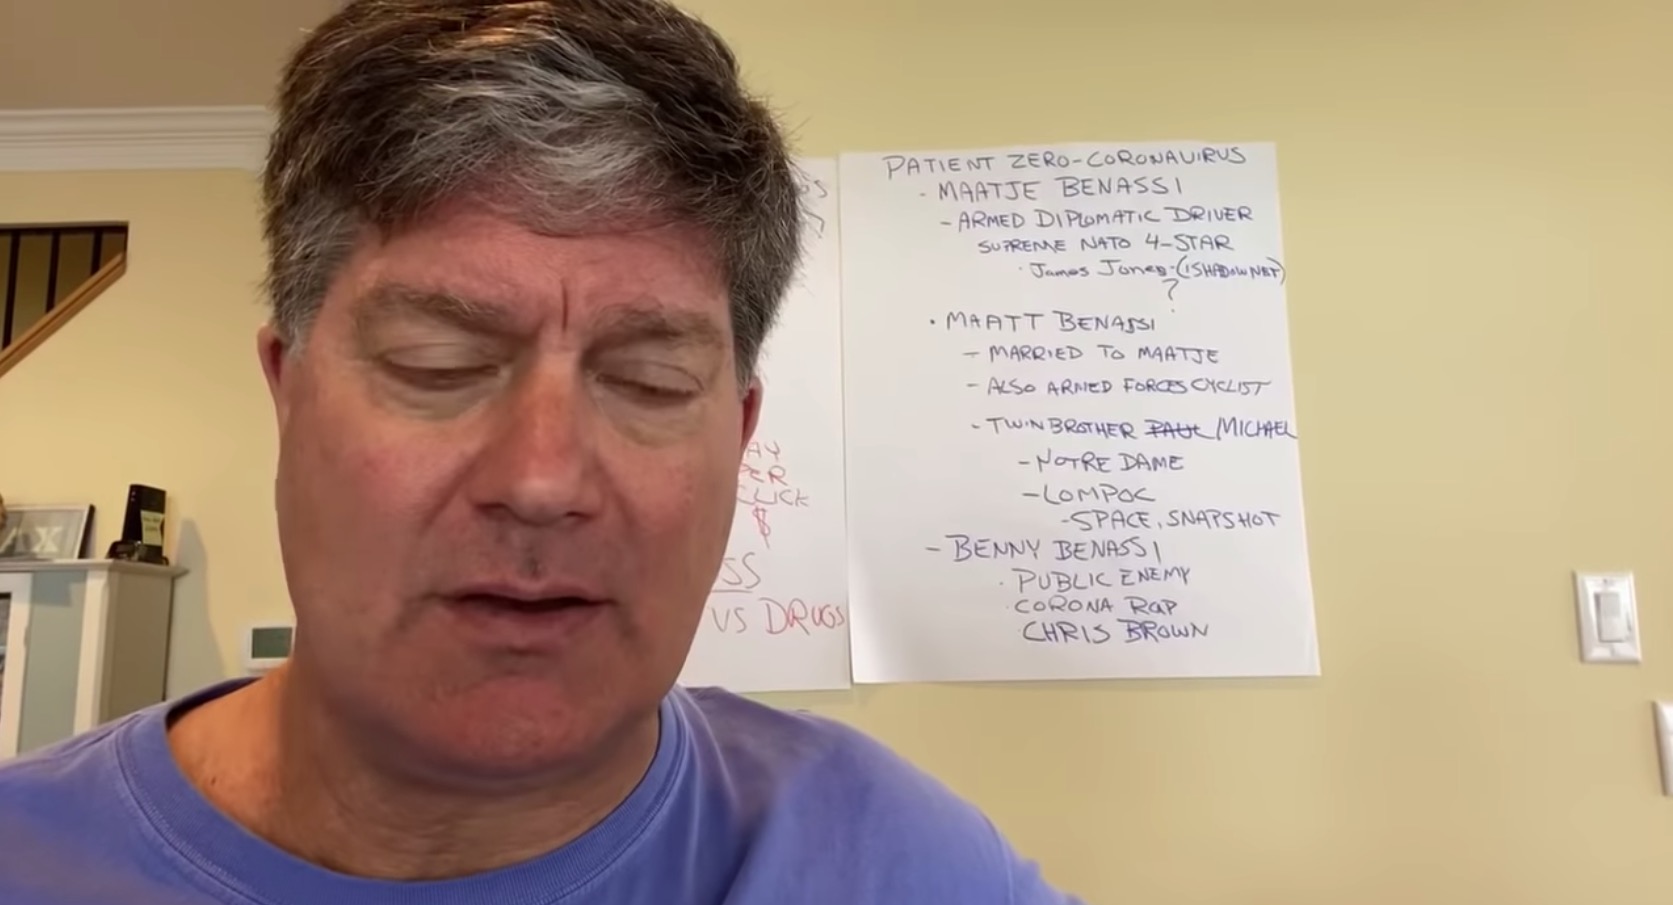 PATIENT ZERO-CORONAVIRUS
- MAATJE BENASSI
- ARMED DIPLOMATIC DRIVER
SUPREME NATO 4-STAR
· James Jones-(ISHADOWNET)
?
· MAATT BENASSI
- MARRIED TO MAATJE
- ALSO ARMED FORCES CYCLIST
- TWIN BROTHER PAUL/MICHAEL
- NOTRE DAME
- LOMPOC
- SPACE, SNAPSHOT
- BENNY BENASSI
· PUBLIC ENEMY
· CORONA RAP
· CHRIS BROWN
AY
PER
CLICK
$
SS
VS DRUGS